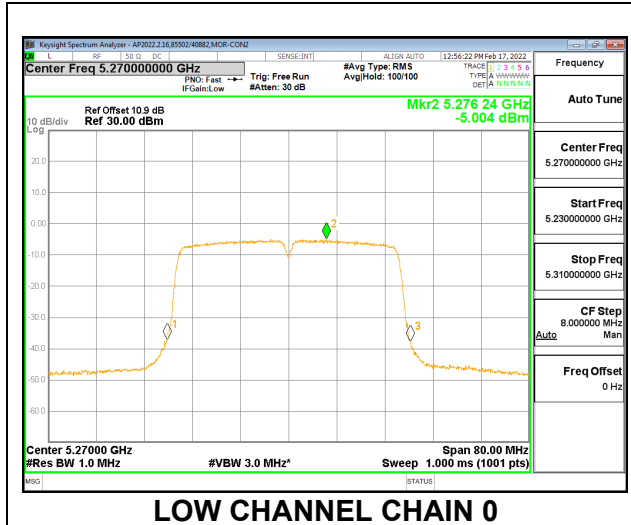 Keysight Spectrum Analyzer - AP2022.2.16,85502/40882,MOR-CON2
LXI L RF 50 Ω DC SENSE:INT ALIGN AUTO 12:56:22 PM Feb 17, 2022
Center Freq 5.270000000 GHz #Avg Type: RMS TRACE 1 2 3 4 5 6
PNO: Fast Trig: Free Run Avg|Hold: 100/100 TYPE A WWWWW
IFGain:Low #Atten: 30 dB DET A N N N N N
Mkr2 5.276 24 GHz
-5.004 dBm
Ref Offset 10.9 dB
10 dB/div Ref 30.00 dBm
Log
20.0
10.0
0.00
-10.0
-20.0
-30.0
-40.0
-50.0
-60.0
1
2
3
Center 5.27000 GHz Span 80.00 MHz
#Res BW 1.0 MHz #VBW 3.0 MHz* Sweep 1.000 ms (1001 pts)
MSG STATUS
Frequency
Auto Tune
Center Freq
5.270000000 GHz
Start Freq
5.230000000 GHz
Stop Freq
5.310000000 GHz
CF Step
8.000000 MHz
Auto Man
Freq Offset
0 Hz
LOW CHANNEL CHAIN 0